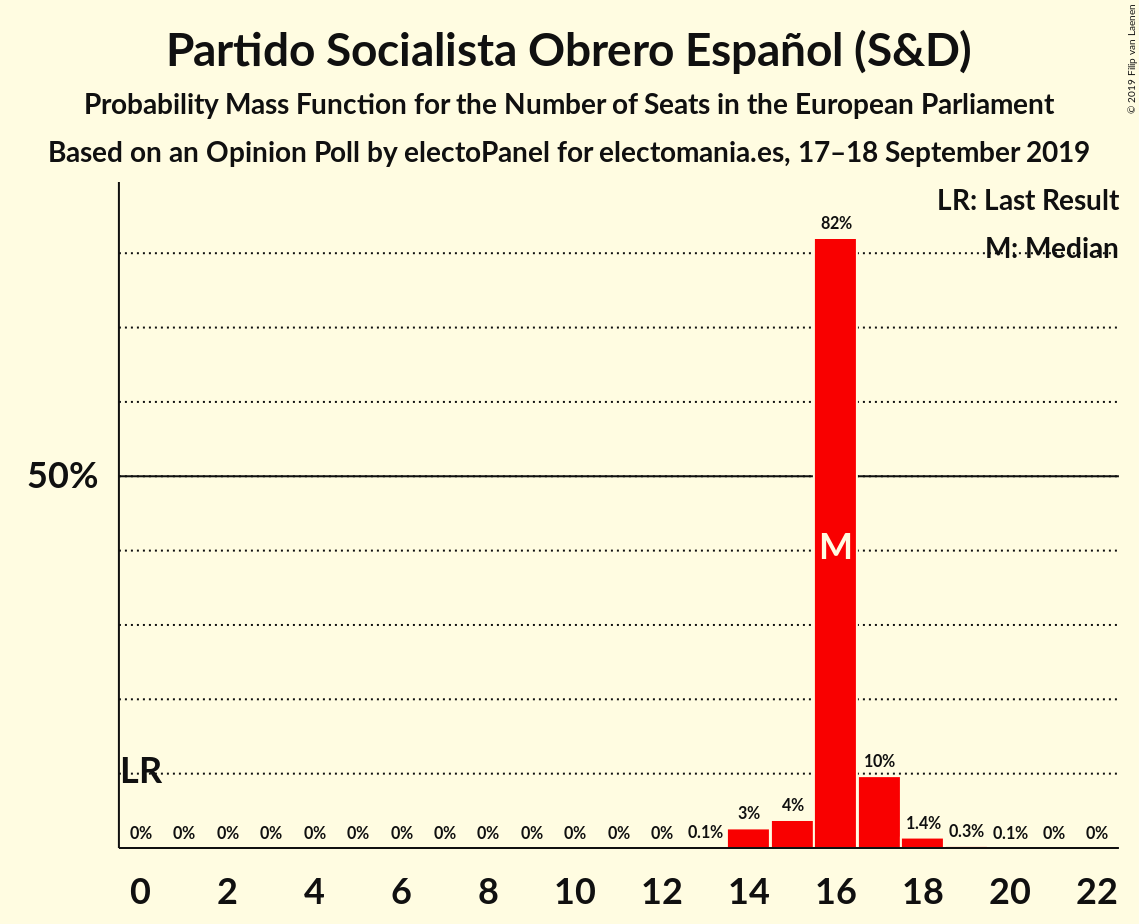 Partido Socialista Obrero Español (S&D)
Probability Mass Function for the Number of Seats in the European Parliament
Based on an Opinion Poll by electoPanel for electomania.es, 17–18 September 2019
© 2019 Filip van Laenen
LR: Last Result
M: Median
82%
50%
M
LR
10%
3% 4% 1.4%
0% 0% 0% 0% 0% 0% 0% 0% 0% 0% 0% 0% 0% 0.1% 0.3% 0.1% 0% 0%
0 2 4 6 8 10 12 14 16 18 20 22